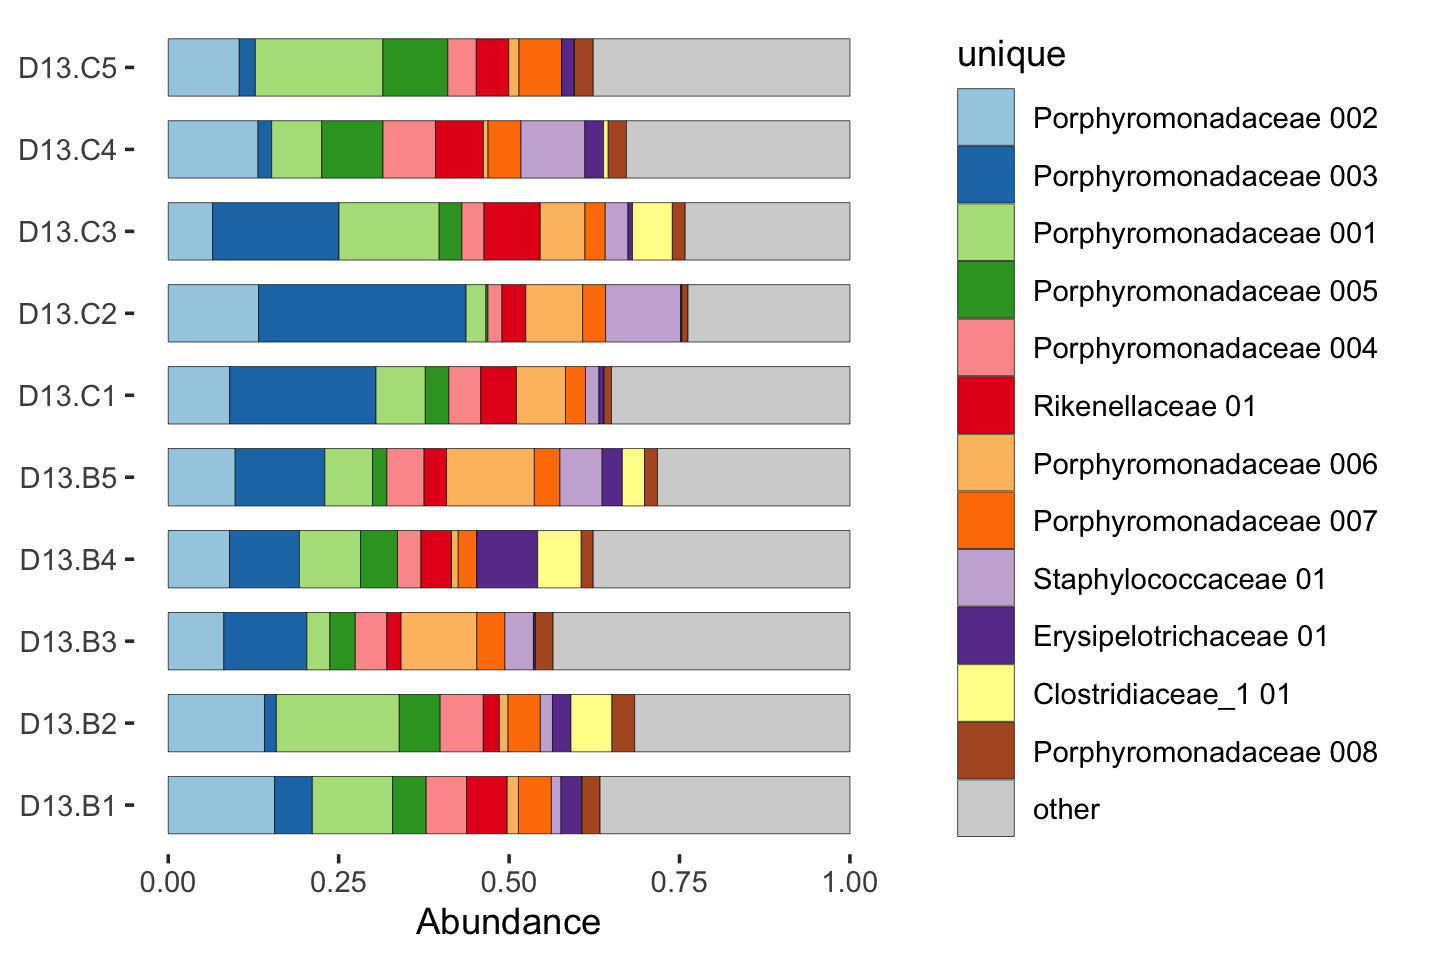 D13.C5
D13.C4
D13.C3
D13.C2
D13.C1
D13.B5
D13.B4
D13.B3
D13.B2
D13.B1
0.00 0.25 0.50 0.75 1.00
Abundance
unique
Porphyromonadaceae 002
Porphyromonadaceae 003
Porphyromonadaceae 001
Porphyromonadaceae 005
Porphyromonadaceae 004
Rikenellaceae 01
Porphyromonadaceae 006
Porphyromonadaceae 007
Staphylococcaceae 01
Erysipelotrichaceae 01
Clostridiaceae_1 01
Porphyromonadaceae 008
other